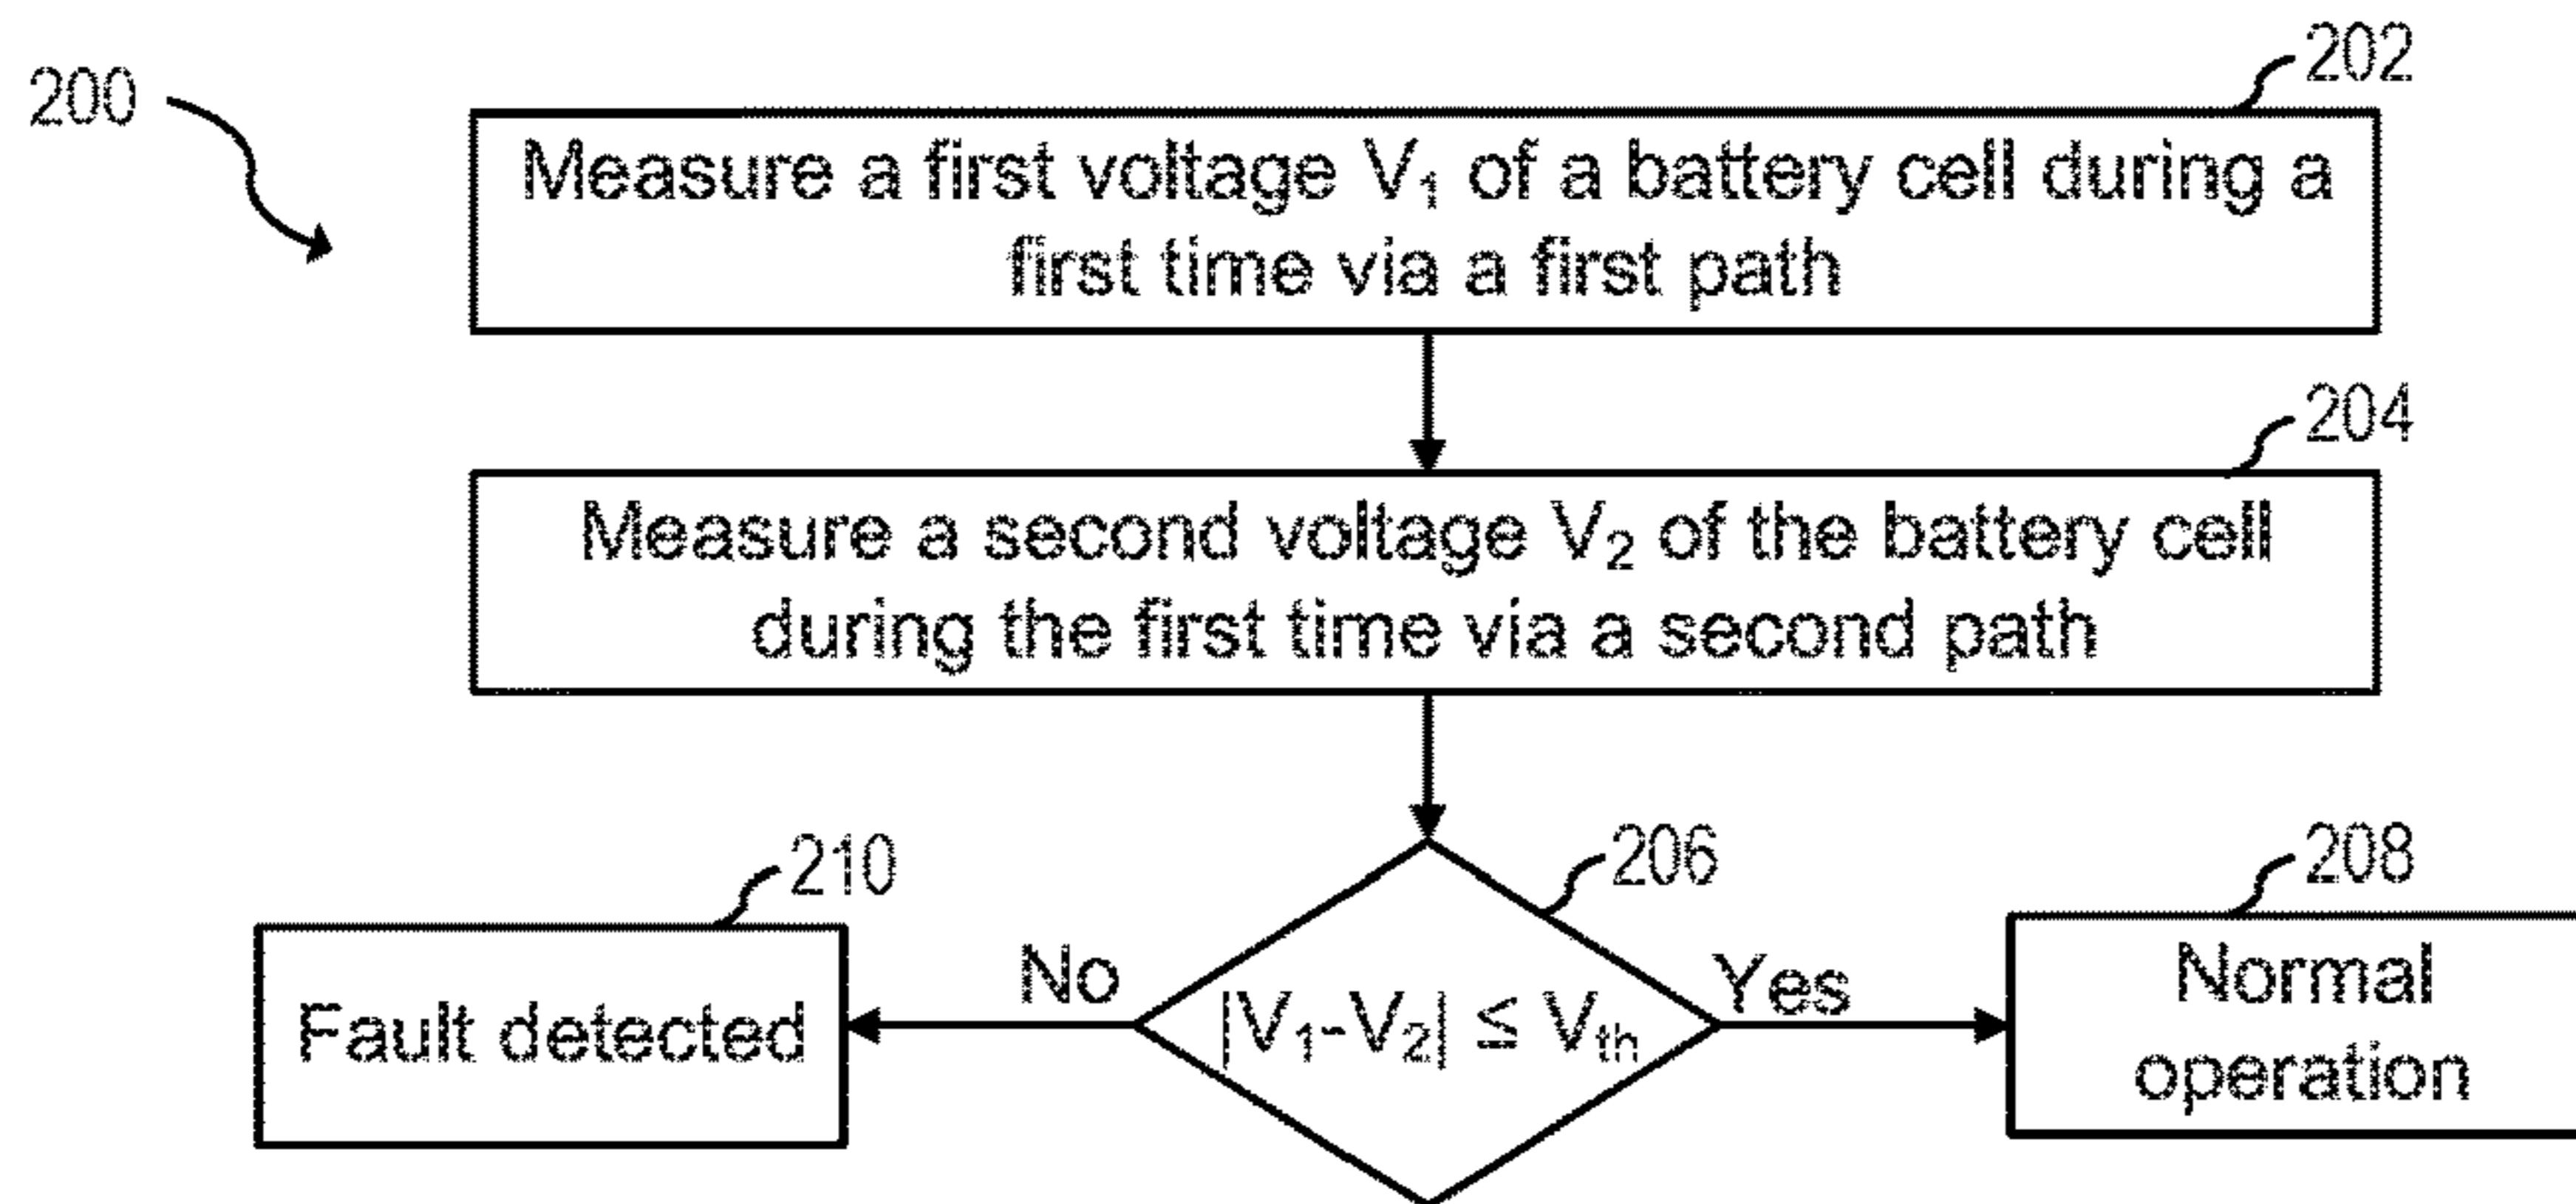 200
202
Measure a first voltage V₁ of a battery cell during a
first time via a first path
204
Measure a second voltage V₂ of the battery cell
during the first time via a second path
210
206
208
Fault detected
No
|V₁-V₂| ≤ Vth
Yes
Normal
operation